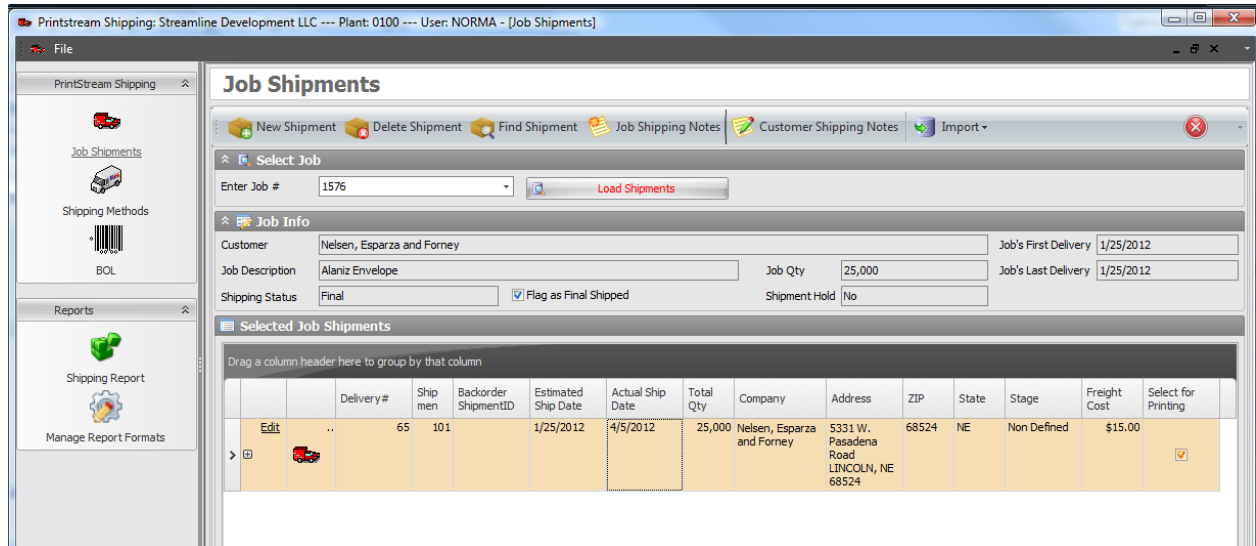 Printstream Shipping: Streamline Development LLC --- Plant: 0100 --- User: NORMA - [Job Shipments]
File
PrintStream Shipping
Job Shipments
Shipping Methods
BOL
Reports
Shipping Report
Manage Report Formats
Job Shipments
New Shipment Delete Shipment Find Shipment Job Shipping Notes Customer Shipping Notes Import
Select Job
Enter Job # 1576 Load Shipments
Job Info
Customer Nelsen, Esparza and Forney Job's First Delivery 1/25/2012
Job Description Alaniz Envelope Job Qty 25,000 Job's Last Delivery 1/25/2012
Shipping Status Final Flag as Final Shipped Shipment Hold No
Selected Job Shipments
Drag a column header here to group by that column
Delivery # Ship men Backorder ShipmentID Estimated Ship Date Actual Ship Date Total Qty Company Address ZIP State Stage Freight Cost Select for Printing
Edit .. 65 101 1/25/2012 4/5/2012 25,000 Nelsen, Esparza and Forney 5331 W. Pasadena Road LINCOLN, NE 68524 68524 NE Non Defined $15.00